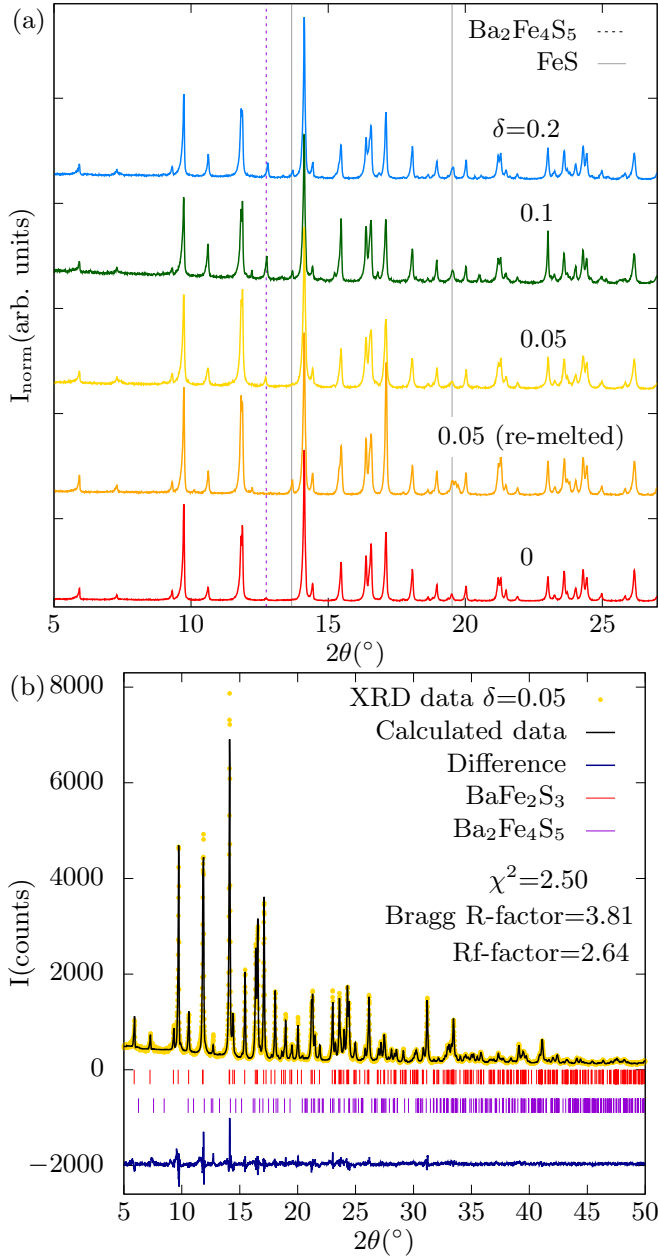 (a)
Ba₂Fe₄S₅
FeS
δ=0.2
0.1
0.05
0.05 (re-melted)
0
I_norm(arb. units)
5 10 15 20 25
2θ(°)
(b)
XRD data δ=0.05
Calculated data
Difference
BaFe₂S₃
Ba₂Fe₄S₅
χ²=2.50
Bragg R-factor=3.81
Rf-factor=2.64
8000
6000
4000
2000
0
−2000
I(counts)
5 10 15 20 25 30 35 40 45 50
2θ(°)